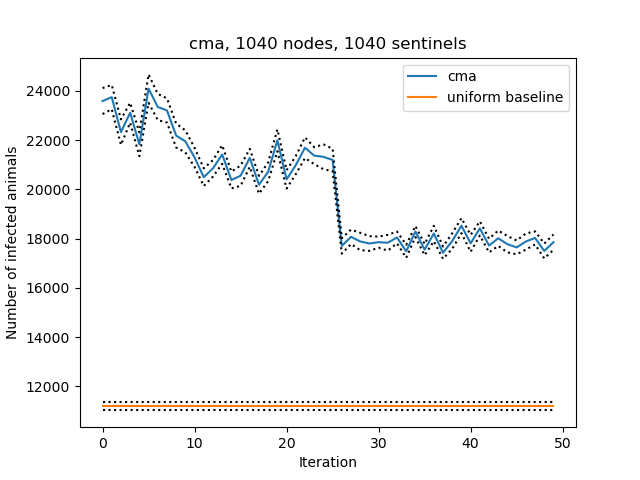 cma, 1040 nodes, 1040 sentinels
cma
uniform baseline
Number of infected animals
24000
22000
20000
18000
16000
14000
12000
0 10 20 30 40 50
Iteration